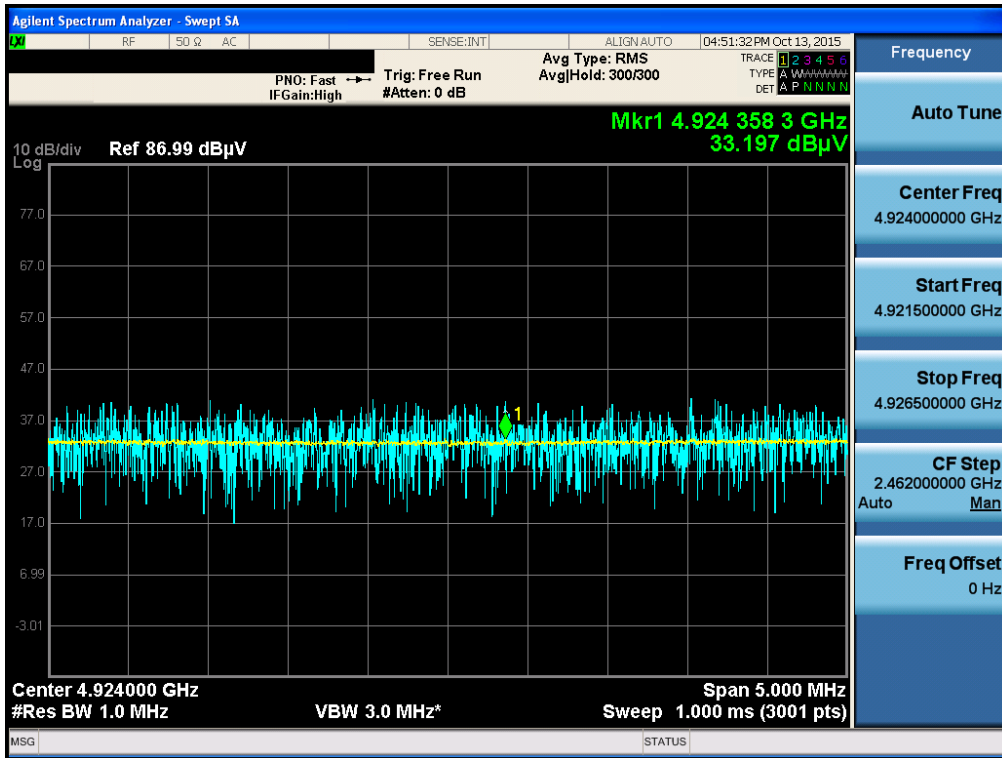 Agilent Spectrum Analyzer - Swept SA
LXI RF 50 Ω AC SENSE:INT ALIGN AUTO 04:51:32 PM Oct 13, 2015
Frequency
PNO: Fast
IFGain:High
Trig: Free Run
#Atten: 0 dB
Avg Type: RMS
Avg|Hold: 300/300
TRACE 1 2 3 4 5 6
TYPE A WWWWW
DET A P N N N N
Auto Tune
Mkr1 4.924 358 3 GHz
33.197 dBµV
10 dB/div Ref 86.99 dBµV
Log
77.0
67.0
57.0
47.0
37.0
27.0
17.0
6.99
-3.01
1
Center Freq
4.924000000 GHz
Start Freq
4.921500000 GHz
Stop Freq
4.926500000 GHz
CF Step
2.462000000 GHz
Auto Man
Freq Offset
0 Hz
Center 4.924000 GHz Span 5.000 MHz
#Res BW 1.0 MHz VBW 3.0 MHz* Sweep 1.000 ms (3001 pts)
MSG STATUS